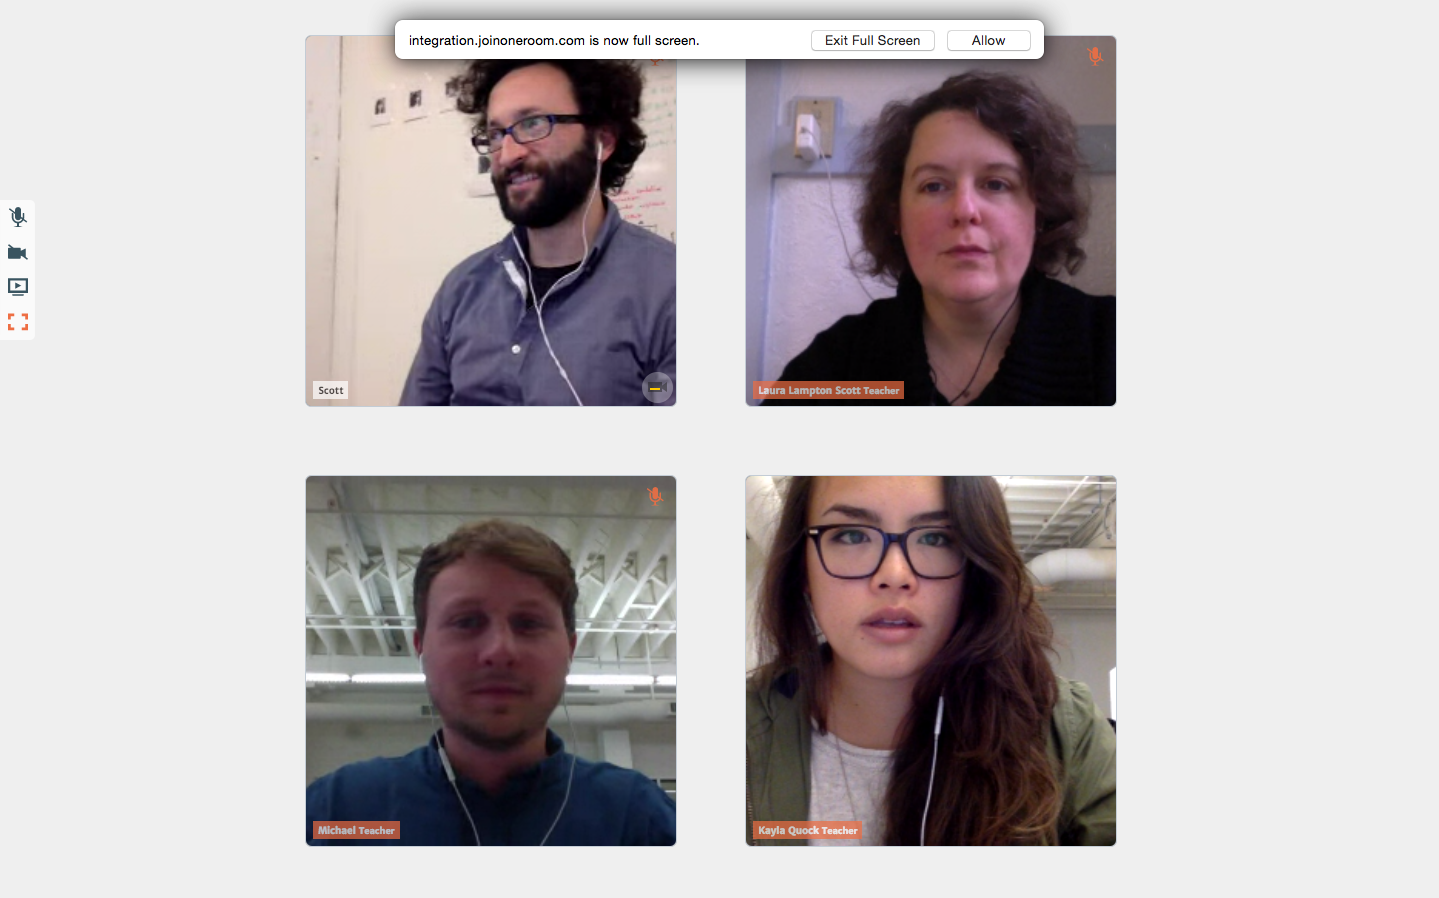 integration.joinoneroom.com is now full screen.
Exit Full Screen
Allow
Scott
Laura Lampton Scott Teacher
Michael Teacher
Kayla Quock Teacher